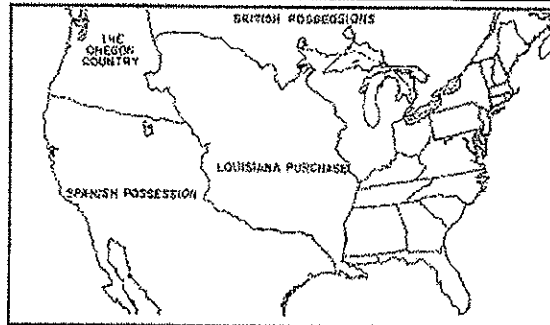 BRITISH POSSESSIONS
THE
OREGON
COUNTRY
LOUISIANA PURCHASE
SPANISH POSSESSION